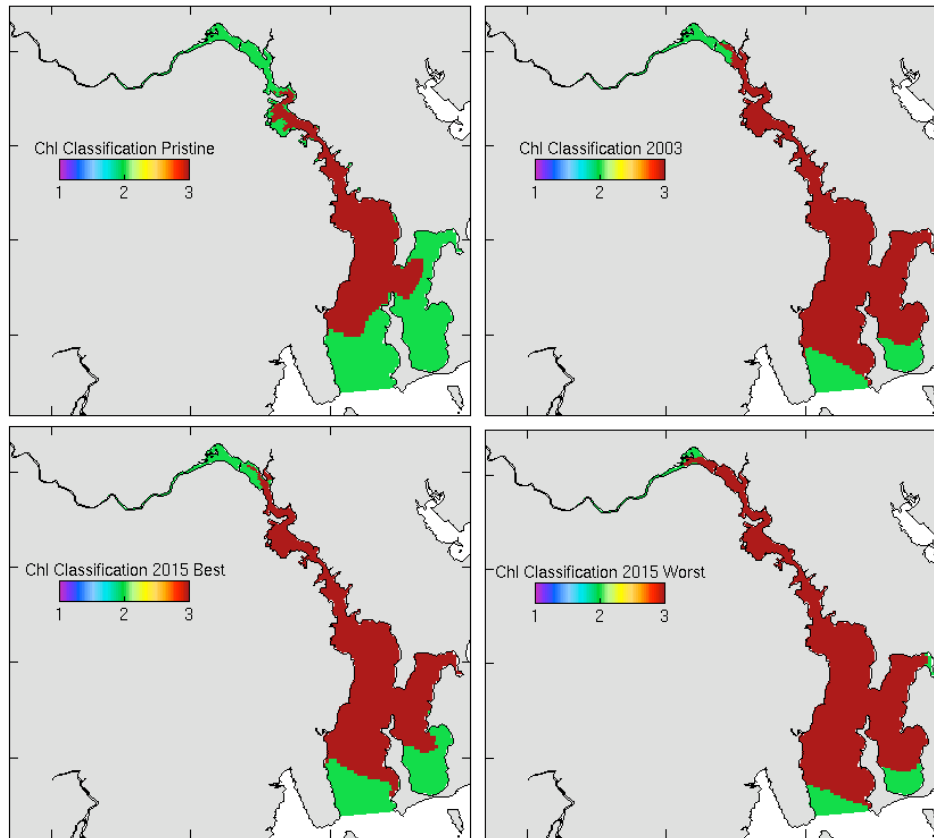 Chl Classification Pristine
1 2 3
Chl Classification 2003
1 2 3
Chl Classification 2015 Best
1 2 3
Chl Classification 2015 Worst
1 2 3